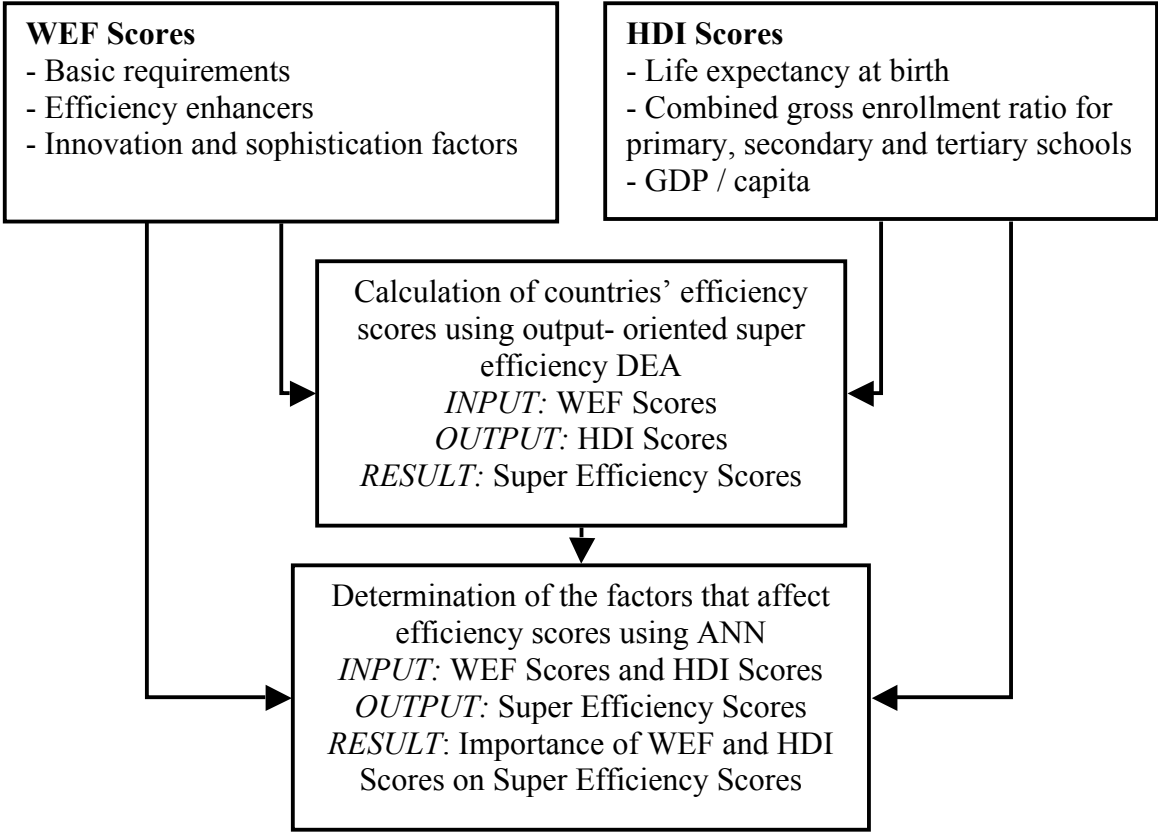 WEF Scores
- Basic requirements
- Efficiency enhancers
- Innovation and sophistication factors
HDI Scores
- Life expectancy at birth
- Combined gross enrollment ratio for
primary, secondary and tertiary schools
- GDP / capita
Calculation of countries’ efficiency
scores using output- oriented super
efficiency DEA
INPUT: WEF Scores
OUTPUT: HDI Scores
RESULT: Super Efficiency Scores
Determination of the factors that affect
efficiency scores using ANN
INPUT: WEF Scores and HDI Scores
OUTPUT: Super Efficiency Scores
RESULT: Importance of WEF and HDI
Scores on Super Efficiency Scores